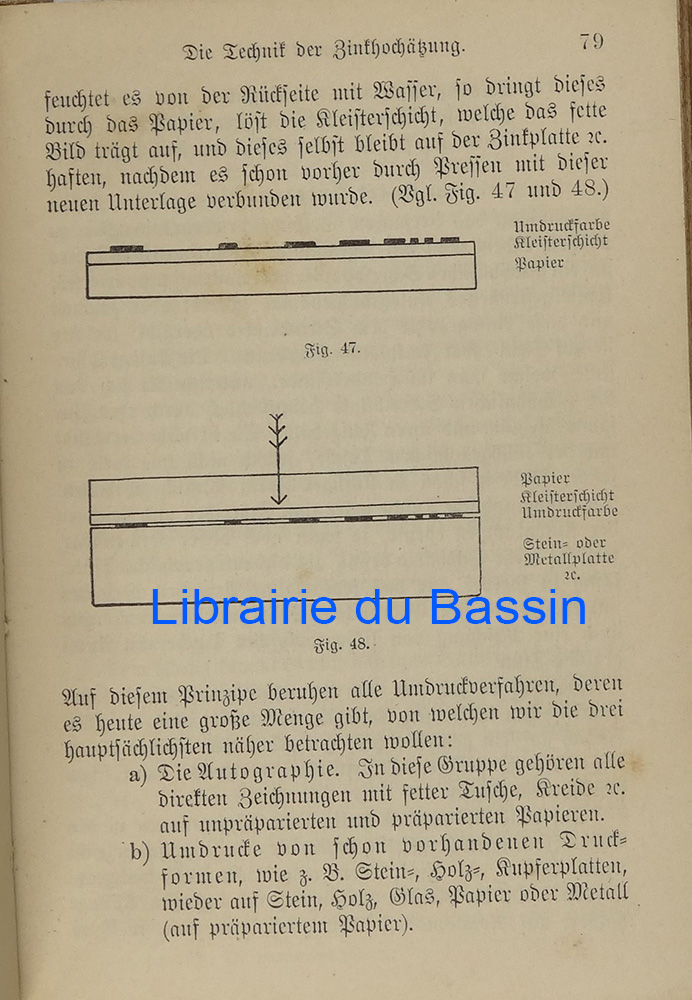 Die Technik der Zinkhochätzung. 79
feuchtet es von der Rückseite mit Wasser, so dringt dieses
durch das Papier, löst die Kleisterschicht, welche das fette
Bild trägt auf, und dieses selbst bleibt auf der Zinkplatte ꝛc.
haften, nachdem es schon vorher durch Pressen mit dieser
neuen Unterlage verbunden wurde. (Vgl. Fig. 47 und 48.)
Umdruckfarbe
Kleisterschicht
Papier
Fig. 47.
Papier
Kleisterschicht
Umdruckfarbe
Stein= oder
Metallplatte
ꝛc.
Librairie du Bassin
Fig. 48.
Auf diesem Prinzipe beruhen alle Umdruckverfahren, deren
es heute eine große Menge gibt, von welchen wir die drei
hauptsächlichsten näher betrachten wollen:
a) Die Autographie. In diese Gruppe gehören alle
direkten Zeichnungen mit fetter Tusche, Kreide ꝛc.
auf unpräparierten und präparierten Papieren.
b) Umdrucke von schon vorhandenen Druck=
formen, wie z. B. Stein=, Holz=, Kupferplatten,
wieder auf Stein, Holz, Glas, Papier oder Metall
(auf präpariertem Papier).